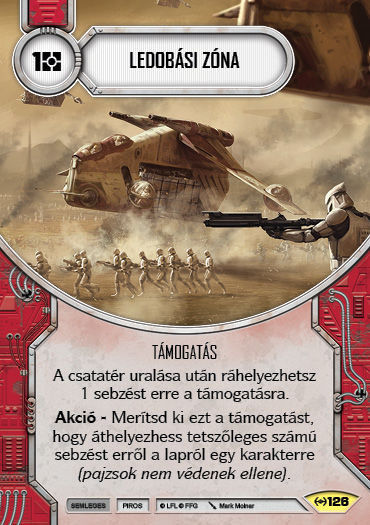 1
LEDOBÁSI ZÓNA
TÁMOGATÁS
A csatatér uralása után ráhelyezhetsz
1 sebzést erre a támogatásra.
Akció - Merítsd ki ezt a támogatást,
hogy áthelyezhess tetszőleges számú
sebzést erről a lapról egy karakterre
(pajzsok nem védenek ellene).
SEMLEGES PIROS © LFL © FFG Mark Molnar
128